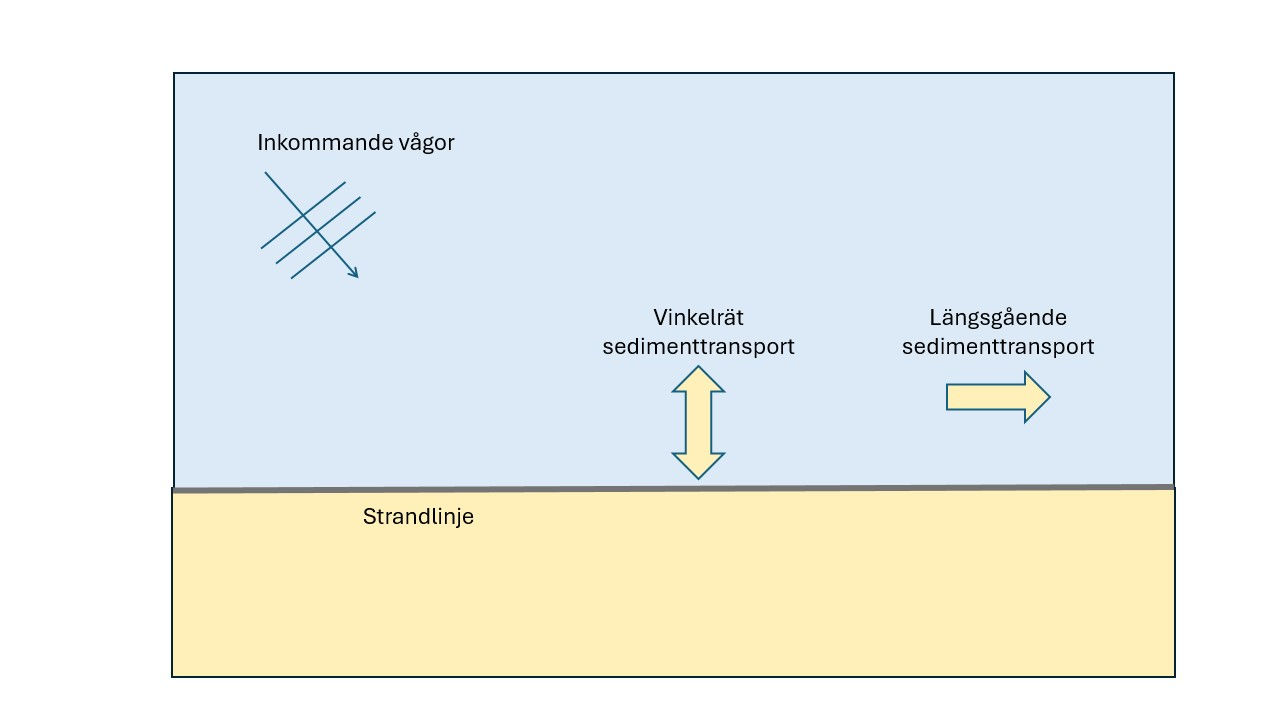 Inkommande vågor
Vinkelrät
sedimenttransport
Längsgående
sedimenttransport
Strandlinje